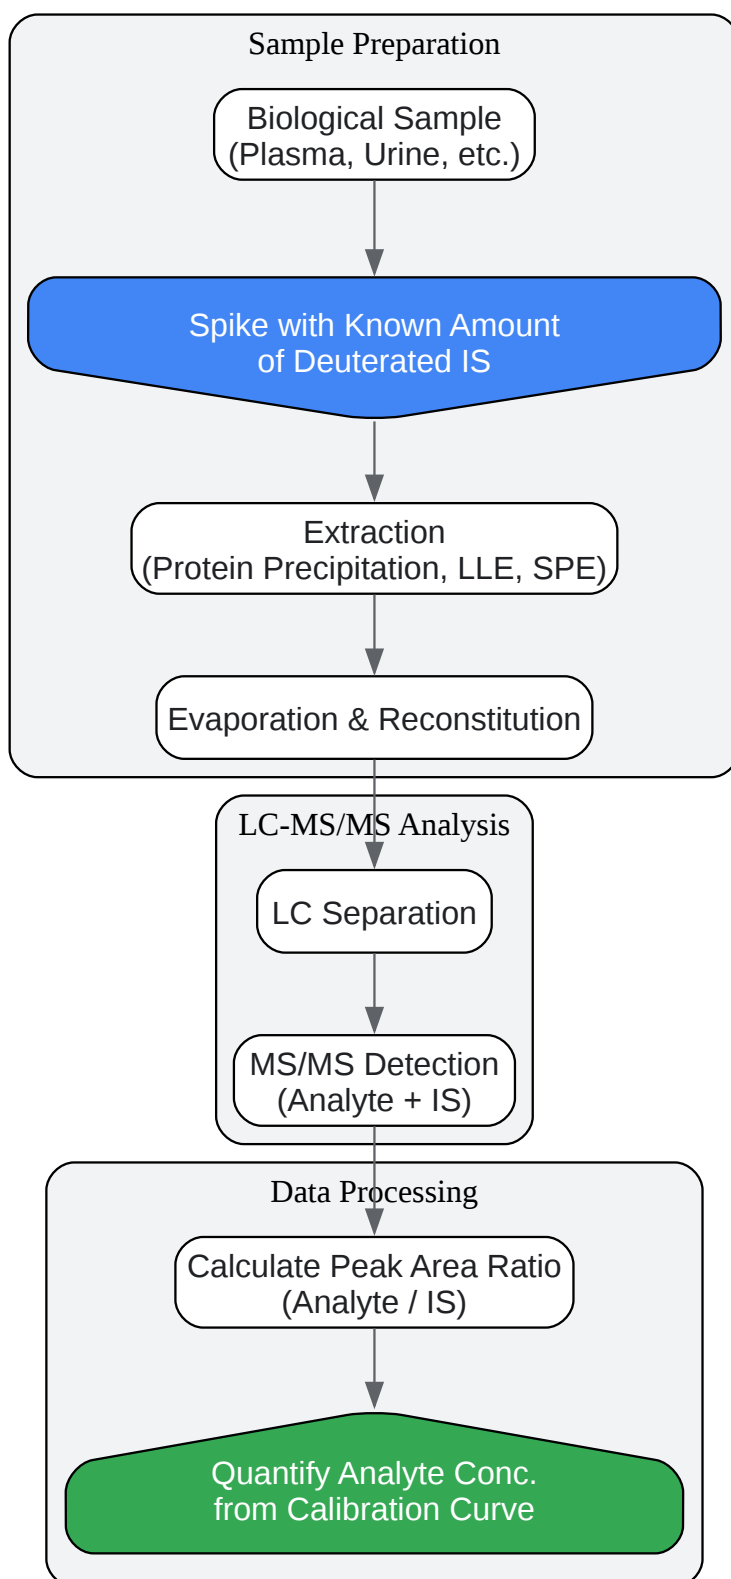 Sample Preparation
Biological Sample
(Plasma, Urine, etc.)
Spike with Known Amount
of Deuterated IS
Extraction
(Protein Precipitation, LLE, SPE)
Evaporation & Reconstitution
LC-MS/MS Analysis
LC Separation
MS/MS Detection
(Analyte + IS)
Data Processing
Calculate Peak Area Ratio
(Analyte / IS)
Quantify Analyte Conc.
from Calibration Curve